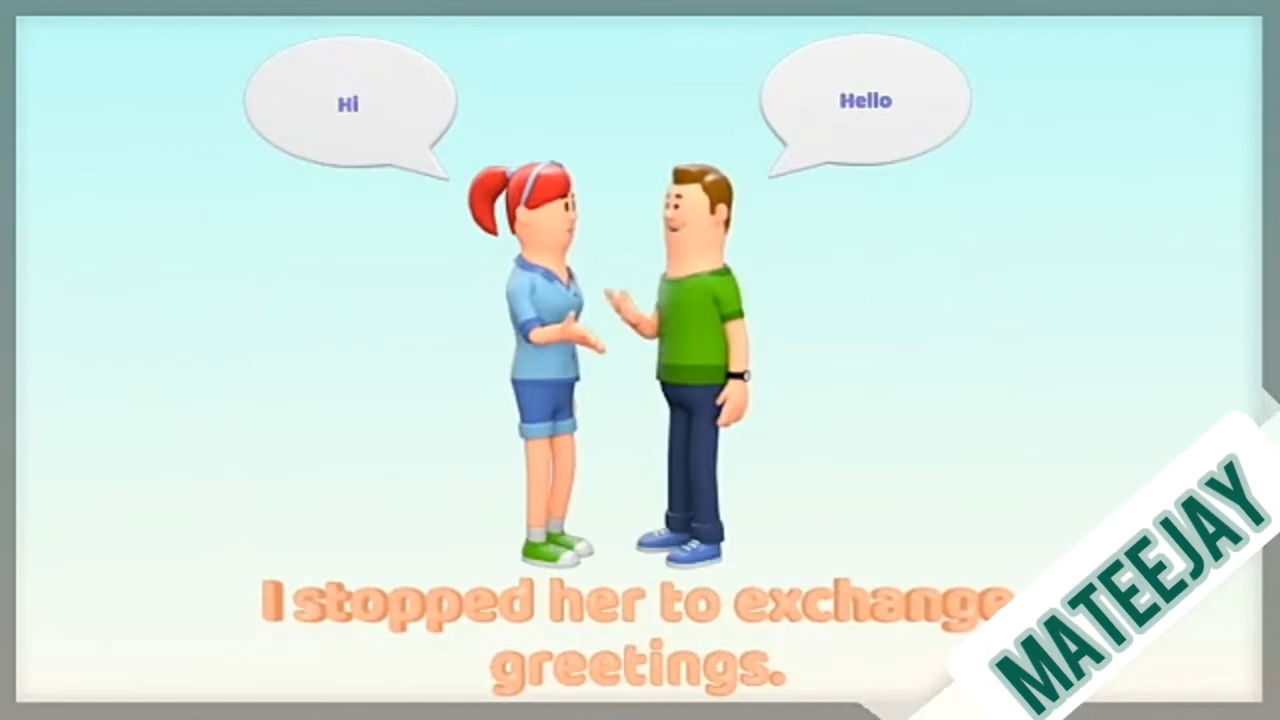 Hi
Hello
I stopped her to exchange
greetings.
MATEEJAY